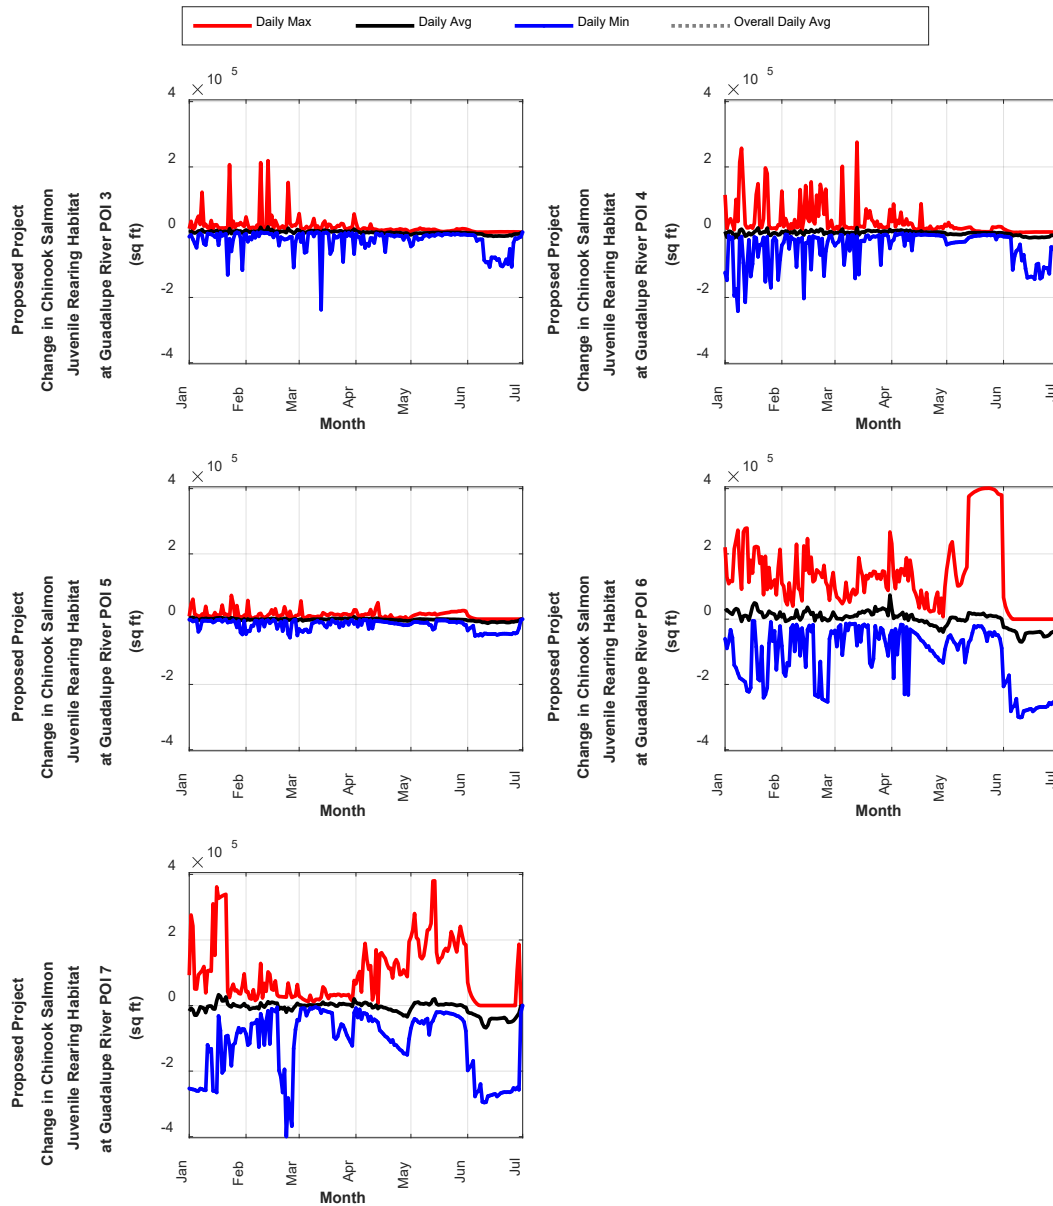 Daily Max Daily Avg Daily Min Overall Daily Avg
× 10 5
4
2
0
-2
-4
Proposed Project
Change in Chinook Salmon
Juvenile Rearing Habitat
at Guadalupe River POI 3
(sq ft)
Jan Feb Mar Apr May Jun Jul
Month
× 10 5
4
2
0
-2
-4
Proposed Project
Change in Chinook Salmon
Juvenile Rearing Habitat
at Guadalupe River POI 4
(sq ft)
Jan Feb Mar Apr May Jun Jul
Month
× 10 5
4
2
0
-2
-4
Proposed Project
Change in Chinook Salmon
Juvenile Rearing Habitat
at Guadalupe River POI 5
(sq ft)
Jan Feb Mar Apr May Jun Jul
Month
× 10 5
4
2
0
-2
-4
Proposed Project
Change in Chinook Salmon
Juvenile Rearing Habitat
at Guadalupe River POI 6
(sq ft)
Jan Feb Mar Apr May Jun Jul
Month
× 10 5
4
2
0
-2
-4
Proposed Project
Change in Chinook Salmon
Juvenile Rearing Habitat
at Guadalupe River POI 7
(sq ft)
Jan Feb Mar Apr May Jun Jul
Month